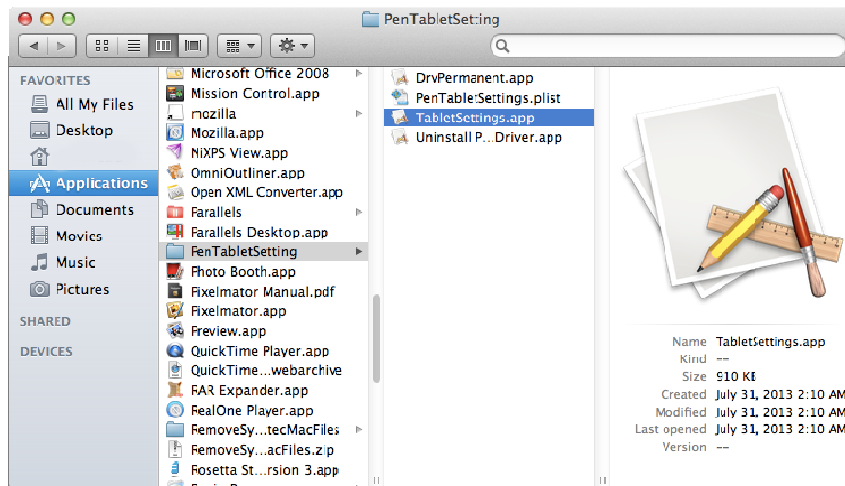 PenTabletSetting
FAVORITES
All My Files
Desktop
Applications
Documents
Movies
Music
Pictures
SHARED
DEVICES
Microsoft Office 2008
Mission Control.app
mozilla
Mozilla.app
NiXPS View.app
OmniOutliner.app
Open XML Converter.app
Parallels
Parallels Desktop.app
PenTabletSetting
Photo Booth.app
Pixelmator Manual.pdf
Pixelmator.app
Preview.app
QuickTime Player.app
QuickTime...webarchive
RAR Expander.app
RealOne Player.app
RemoveSy...tecMacFiles
RemoveSy...acFiles.zip
Rosetta St...rsion 3.app
DrvPermanent.app
PenTabletSettings.plist
TabletSettings.app
Uninstall P...Driver.app
Name TabletSettings.app
Kind --
Size 910 KB
Created July 31, 2013 2:10 AM
Modified July 31, 2013 2:10 AM
Last opened July 31, 2013 2:10 AM
Version --